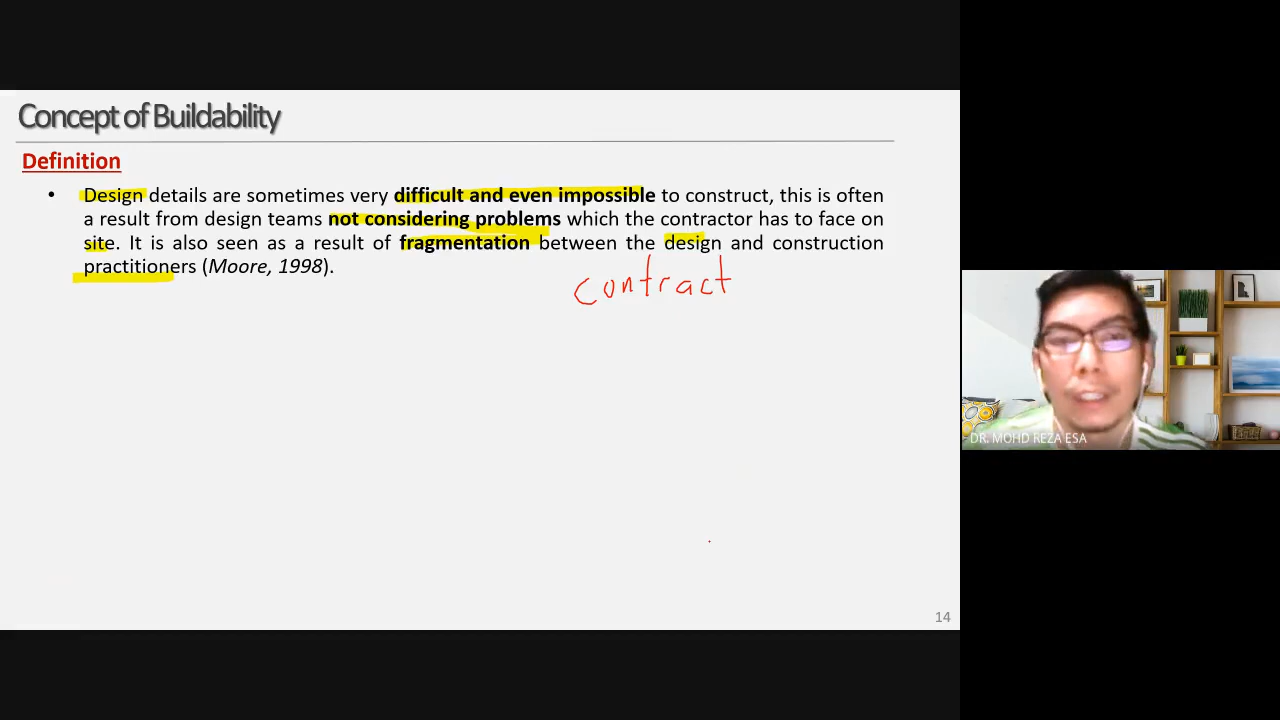 Concept of Buildability
Definition
• Design details are sometimes very difficult and even impossible to construct, this is often
a result from design teams not considering problems which the contractor has to face on
site. It is also seen as a result of fragmentation between the design and construction
practitioners (Moore, 1998).
contract
DR. MOHD REZA ESA
14